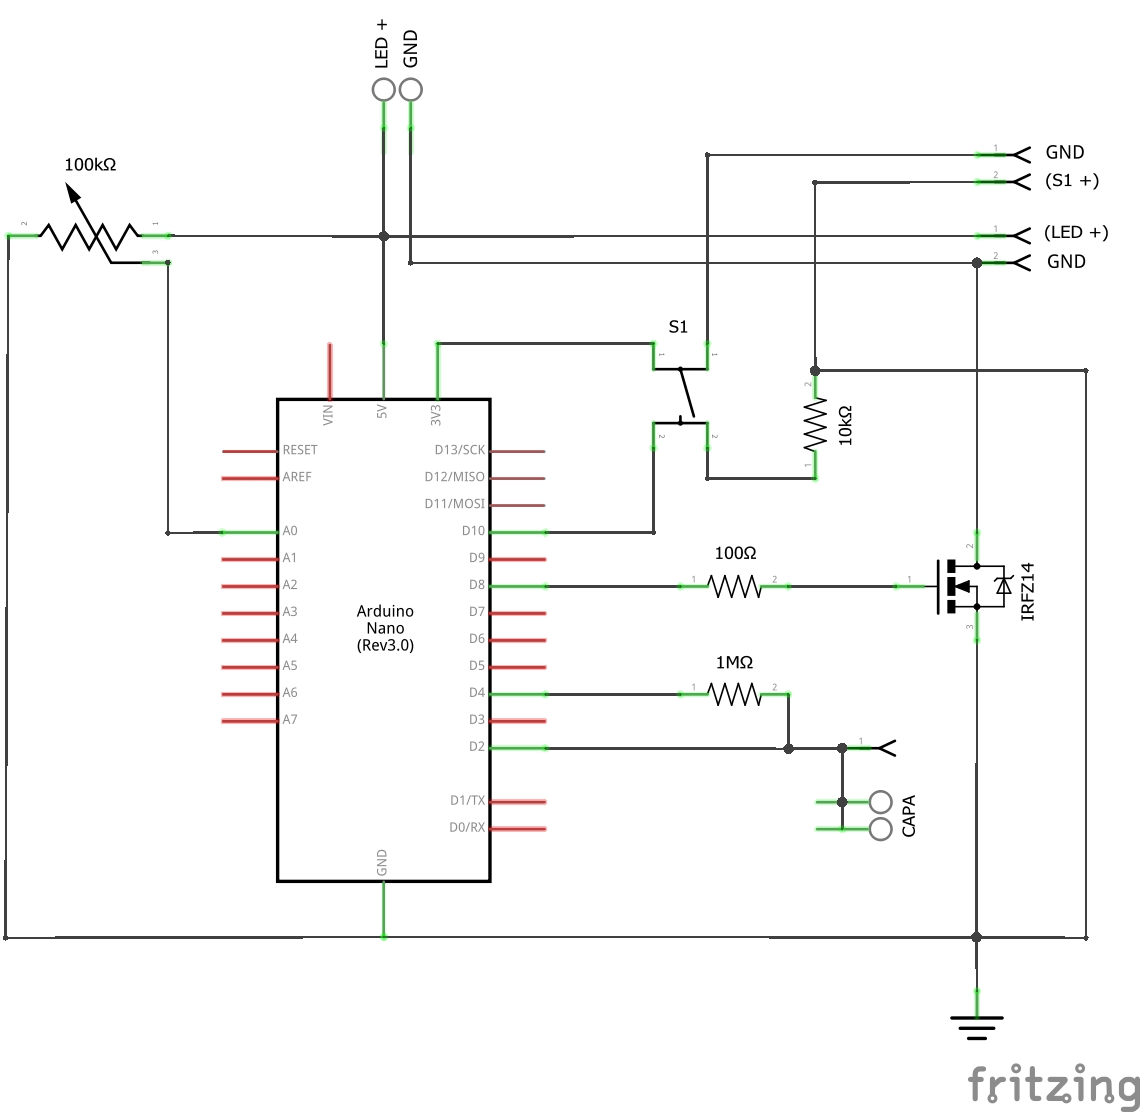 LED +
GND
100kΩ
2
1
3
1
GND
2
(S1 +)
1
(LED +)
2
GND
S1
1
1
2
2
2
10kΩ
1
VIN
5V
3V3
RESET
AREF
A0
A1
A2
A3
A4
A5
A6
A7
Arduino
Nano
(Rev3.0)
D13/SCK
D12/MISO
D11/MOSI
D10
D9
D8
D7
D6
D5
D4
D3
D2
D1/TX
D0/RX
GND
100Ω
1
2
1
2
3
IRFZ14
1MΩ
1
2
1
CAPA
fritzing